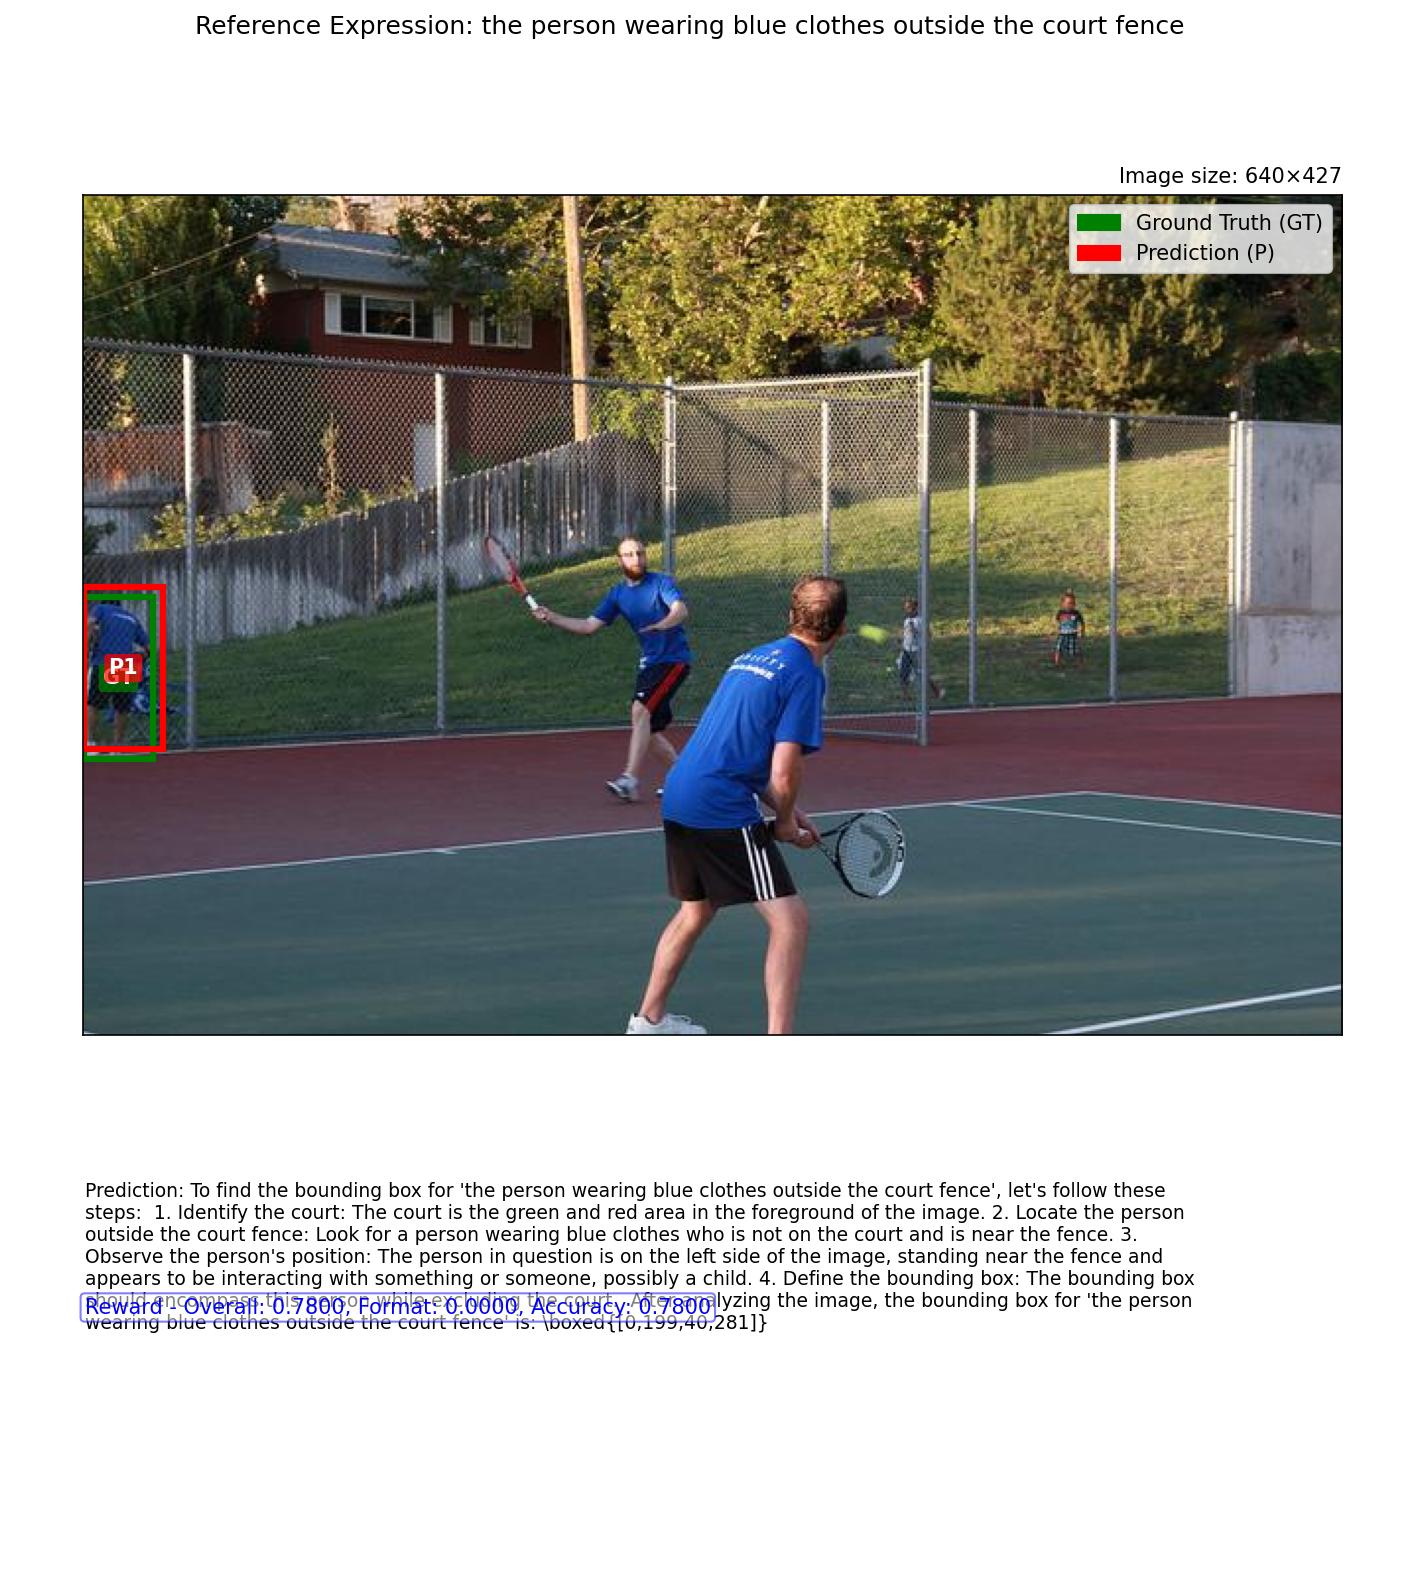 Reference Expression: the person wearing blue clothes outside the court fence
Image size: 640×427
Ground Truth (GT)
Prediction (P)
P1
GT
Prediction: To find the bounding box for 'the person wearing blue clothes outside the court fence', let's follow these
steps:  1. Identify the court: The court is the green and red area in the foreground of the image. 2. Locate the person
outside the court fence: Look for a person wearing blue clothes who is not on the court and is near the fence. 3.
Observe the person's position: The person in question is on the left side of the image, standing near the fence and
appears to be interacting with something or someone, possibly a child. 4. Define the bounding box: The bounding box
should encompass this person while excluding the court.  After analyzing the image, the bounding box for 'the person
Reward - Overall: 0.7800, Format: 0.0000, Accuracy: 0.7800
wearing blue clothes outside the court fence' is: \boxed{[0,199,40,281]}